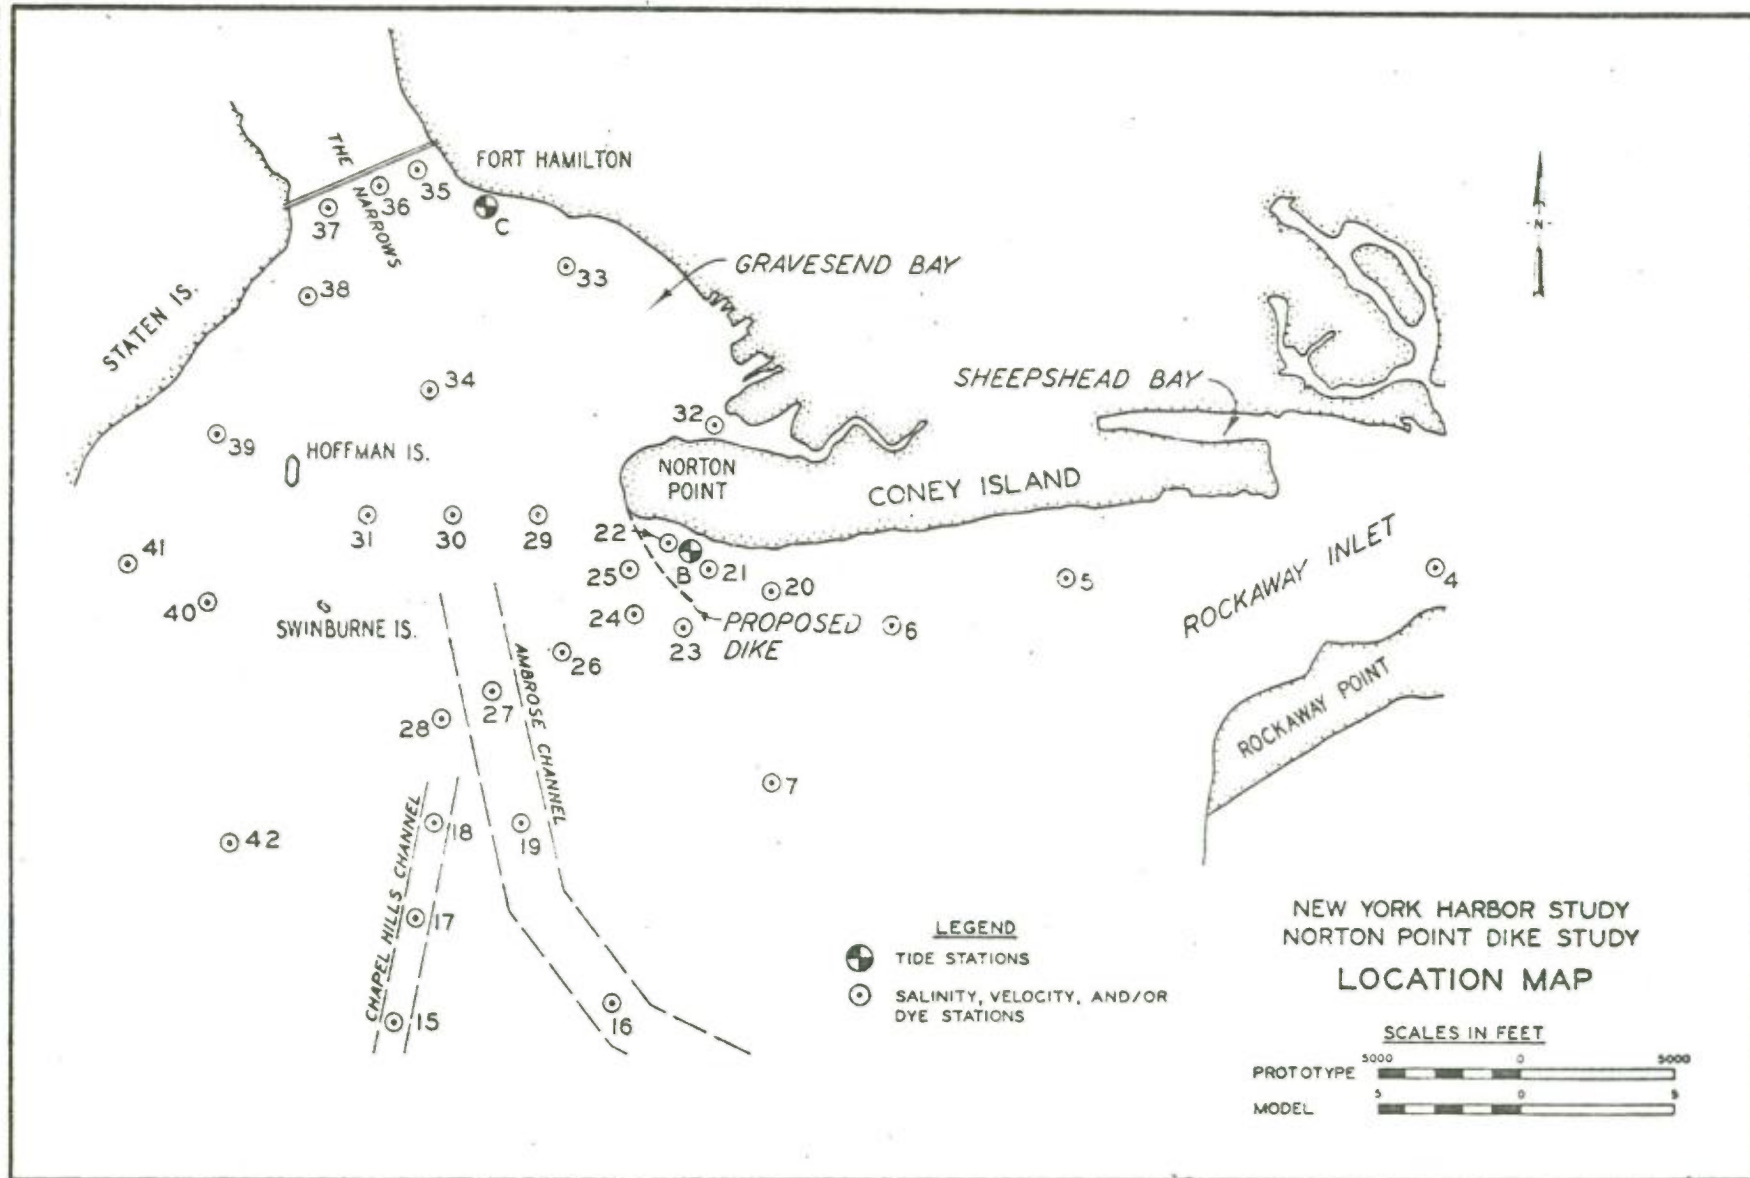 THE
NARROWS
FORT HAMILTON
35
36
37
C
38
33
GRAVESEND BAY
STATEN IS.
N
34
SHEEPSHEAD BAY
39
HOFFMAN IS.
32
NORTON
POINT
CONEY ISLAND
31
30
29
22
41
25
B
21
20
5
ROCKAWAY INLET
4
40
SWINBURNE IS.
24
23
PROPOSED
DIKE
6
26
AMBROSE CHANNEL
27
28
ROCKAWAY POINT
7
18
19
42
CHAPEL HILLS CHANNEL
17
15
16
LEGEND
TIDE STATIONS
SALINITY, VELOCITY, AND/OR
DYE STATIONS
NEW YORK HARBOR STUDY
NORTON POINT DIKE STUDY
LOCATION MAP
SCALES IN FEET
5000 0 5000
PROTOTYPE
5 0 5
MODEL